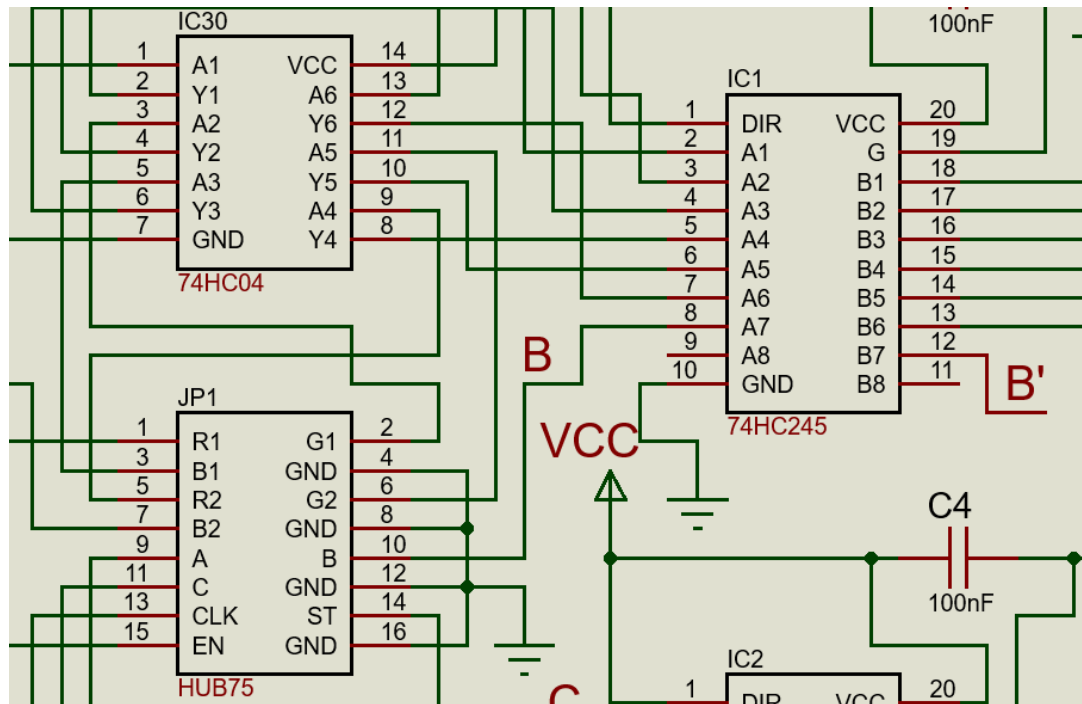 IC30
1 A1 VCC 14
2 Y1 A6 13
3 A2 Y6 12
4 Y2 A5 11
5 A3 Y5 10
6 Y3 A4 9
7 GND Y4 8
74HC04
100nF
IC1
1 DIR VCC 20
2 A1 G 19
3 A2 B1 18
4 A3 B2 17
5 A4 B3 16
6 A5 B4 15
7 A6 B5 14
8 A7 B6 13
9 A8 B7 12
10 GND B8 11
74HC245
B
B'
JP1
1 R1 G1 2
3 B1 GND 4
5 R2 G2 6
7 B2 GND 8
9 A B 10
11 C GND 12
13 CLK ST 14
15 EN GND 16
HUB75
VCC
C4
100nF
IC2
1 DIR VCC 20
C